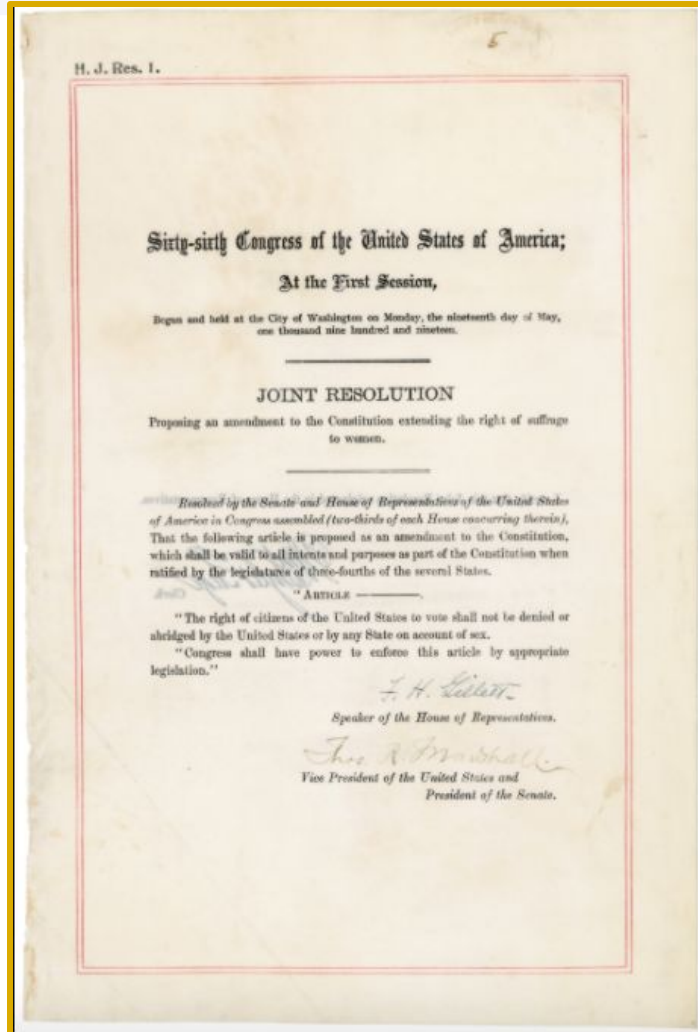 5
H. J. Res. 1.
Sixty-sixth Congress of the United States of America;
At the First Session,
Begun and held at the City of Washington on Monday, the nineteenth day of May,
one thousand nine hundred and nineteen.
JOINT RESOLUTION
Proposing an amendment to the Constitution extending the right of suffrage
to women.
Resolved by the Senate and House of Representatives of the United States
of America in Congress assembled (two-thirds of each House concurring therein),
That the following article is proposed as an amendment to the Constitution,
which shall be valid to all intents and purposes as part of the Constitution when
ratified by the legislatures of three-fourths of the several States.
"ARTICLE ————.
"The right of citizens of the United States to vote shall not be denied or
abridged by the United States or by any State on account of sex.
"Congress shall have power to enforce this article by appropriate
legislation."
F. H. Gillett
Speaker of the House of Representatives.
Thos. R. Marshall.
Vice President of the United States and
President of the Senate.